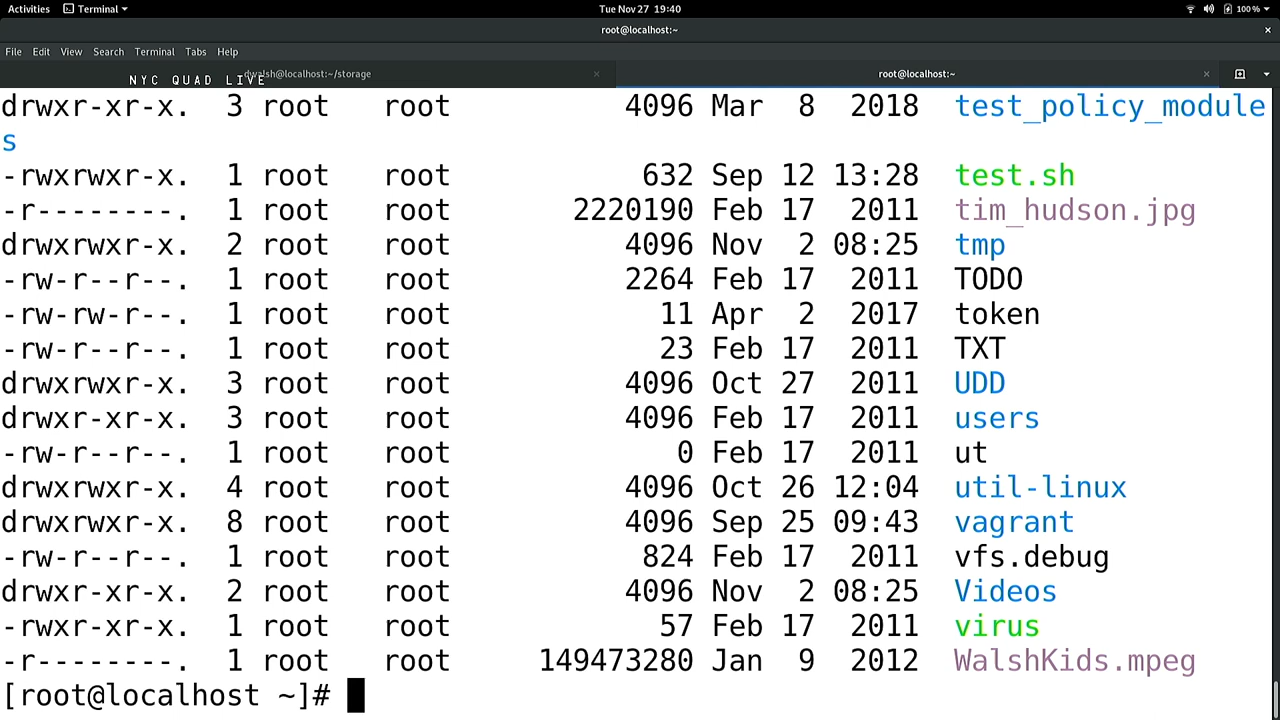 Activities Terminal Tue Nov 27 19:40 100 %
root@localhost:~
File Edit View Search Terminal Tabs Help
NYC QUAD LIVE
dwalsh@localhost:~/storage root@localhost:~
drwxr-xr-x. 3 root root 4096 Mar 8 2018 test_policy_module
s
-rwxrwxr-x. 1 root root 632 Sep 12 13:28 test.sh
-r--------. 1 root root 2220190 Feb 17 2011 tim_hudson.jpg
drwxrwxr-x. 2 root root 4096 Nov 2 08:25 tmp
-rw-r--r--. 1 root root 2264 Feb 17 2011 TODO
-rw-rw-r--. 1 root root 11 Apr 2 2017 token
-rw-r--r--. 1 root root 23 Feb 17 2011 TXT
drwxrwxr-x. 3 root root 4096 Oct 27 2011 UDD
drwxr-xr-x. 3 root root 4096 Feb 17 2011 users
-rw-r--r--. 1 root root 0 Feb 17 2011 ut
drwxrwxr-x. 4 root root 4096 Oct 26 12:04 util-linux
drwxrwxr-x. 8 root root 4096 Sep 25 09:43 vagrant
-rw-r--r--. 1 root root 824 Feb 17 2011 vfs.debug
drwxr-xr-x. 2 root root 4096 Nov 2 08:25 Videos
-rwxr-xr-x. 1 root root 57 Feb 17 2011 virus
-r--------. 1 root root 149473280 Jan 9 2012 WalshKids.mpeg
[root@localhost ~]#